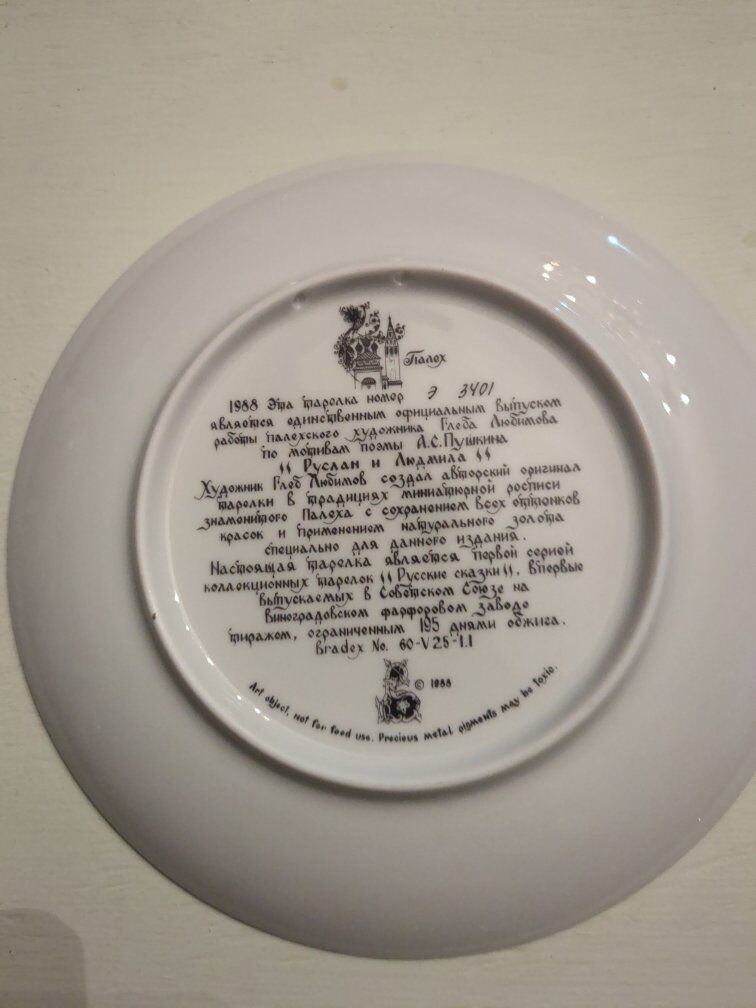 Палех
1988 Эта тарелка номер Э 3401
является единственным официальным выпуском
работы палехского художника Глеба Любимова
по мотивам поэмы А.С.Пушкина
"Руслан и Людмила"
Художник Глеб Любимов создал авторский оригинал
тарелки в традициях миниатюрной росписи
знаменитого Палеха с сохранением всех оттенков
красок и применением натурального золота
специально для данного издания.
Настоящая тарелка является первой серией
коллекционных тарелок "Русские сказки". Впервые
выпускаемых в Советском Союзе на
Виноградовском фарфоровом заводе
тиражом, ограниченным 195 днями обжига.
Bradex No. 60-V25-1.1
© 1988
Art object, not for food use. Precious metal pigments may be toxic.